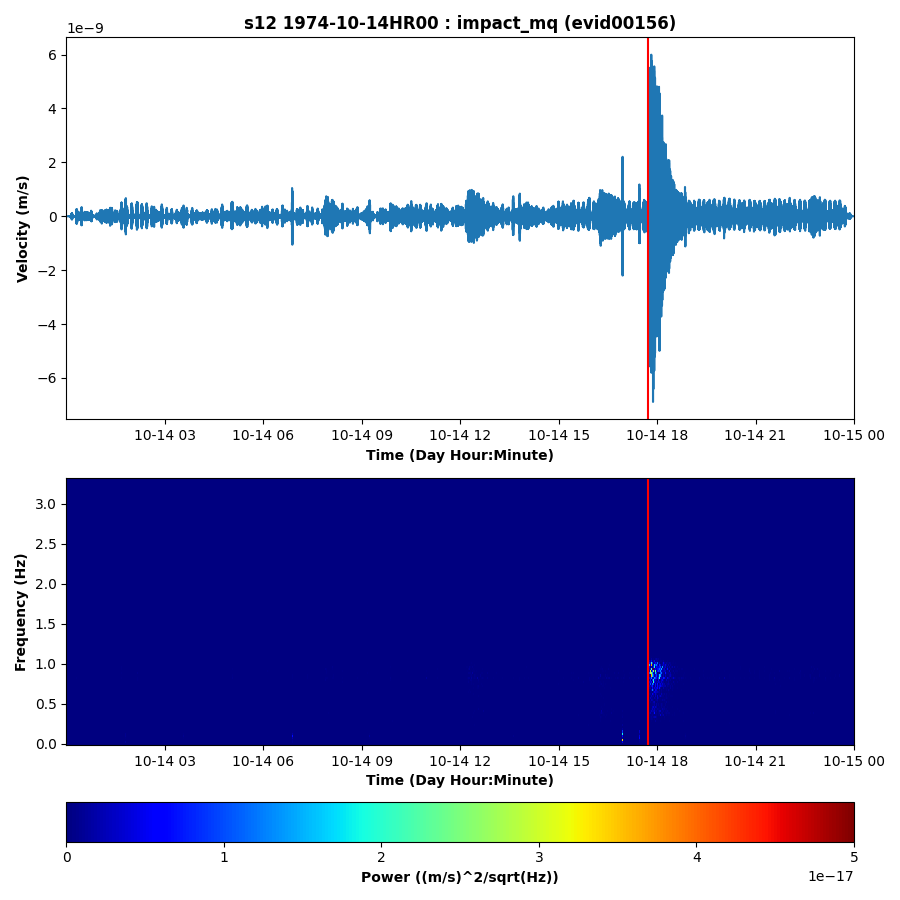 s12 1974-10-14HR00 : impact_mq (evid00156)
1e−9
6
4
2
0
−2
−4
−6
Velocity (m/s)
10-14 03 10-14 06 10-14 09 10-14 12 10-14 15 10-14 18 10-14 21 10-15 00
Time (Day Hour:Minute)
3.0
2.5
2.0
1.5
1.0
0.5
0.0
Frequency (Hz)
10-14 03 10-14 06 10-14 09 10-14 12 10-14 15 10-14 18 10-14 21 10-15 00
Time (Day Hour:Minute)
0 1 2 3 4 5
1e−17
Power ((m/s)^2/sqrt(Hz))